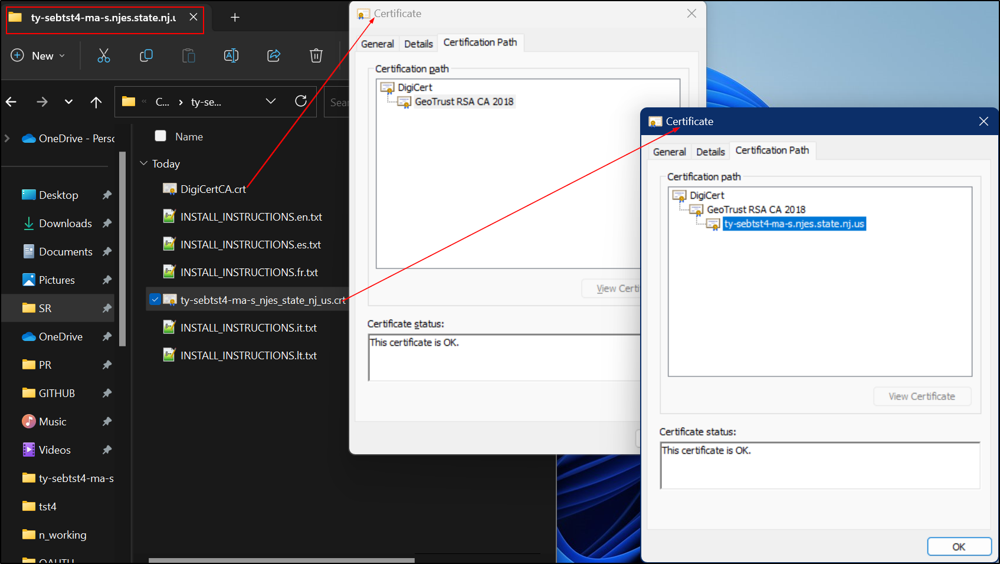 ty-sebtst4-ma-s.njes.state.nj.u
New
C...
ty-se...
Sear
OneDrive - Perso
Desktop
Downloads
Documents
Pictures
SR
OneDrive
PR
GITHUB
Music
Videos
ty-sebtst4-ma-s
tst4
n_working
OAUTH
Name
Today
DigiCertCA.crt
INSTALL_INSTRUCTIONS.en.txt
INSTALL_INSTRUCTIONS.es.txt
INSTALL_INSTRUCTIONS.fr.txt
ty-sebtst4-ma-s_njes_state_nj_us.crt
INSTALL_INSTRUCTIONS.it.txt
INSTALL_INSTRUCTIONS.lt.txt
Certificate
General Details Certification Path
Certification path
DigiCert
GeoTrust RSA CA 2018
View Certi
Certificate status:
This certificate is OK.
Certificate
General Details Certification Path
Certification path
DigiCert
GeoTrust RSA CA 2018
ty-sebtst4-ma-s.njes.state.nj.us
View Certificate
Certificate status:
This certificate is OK.
OK